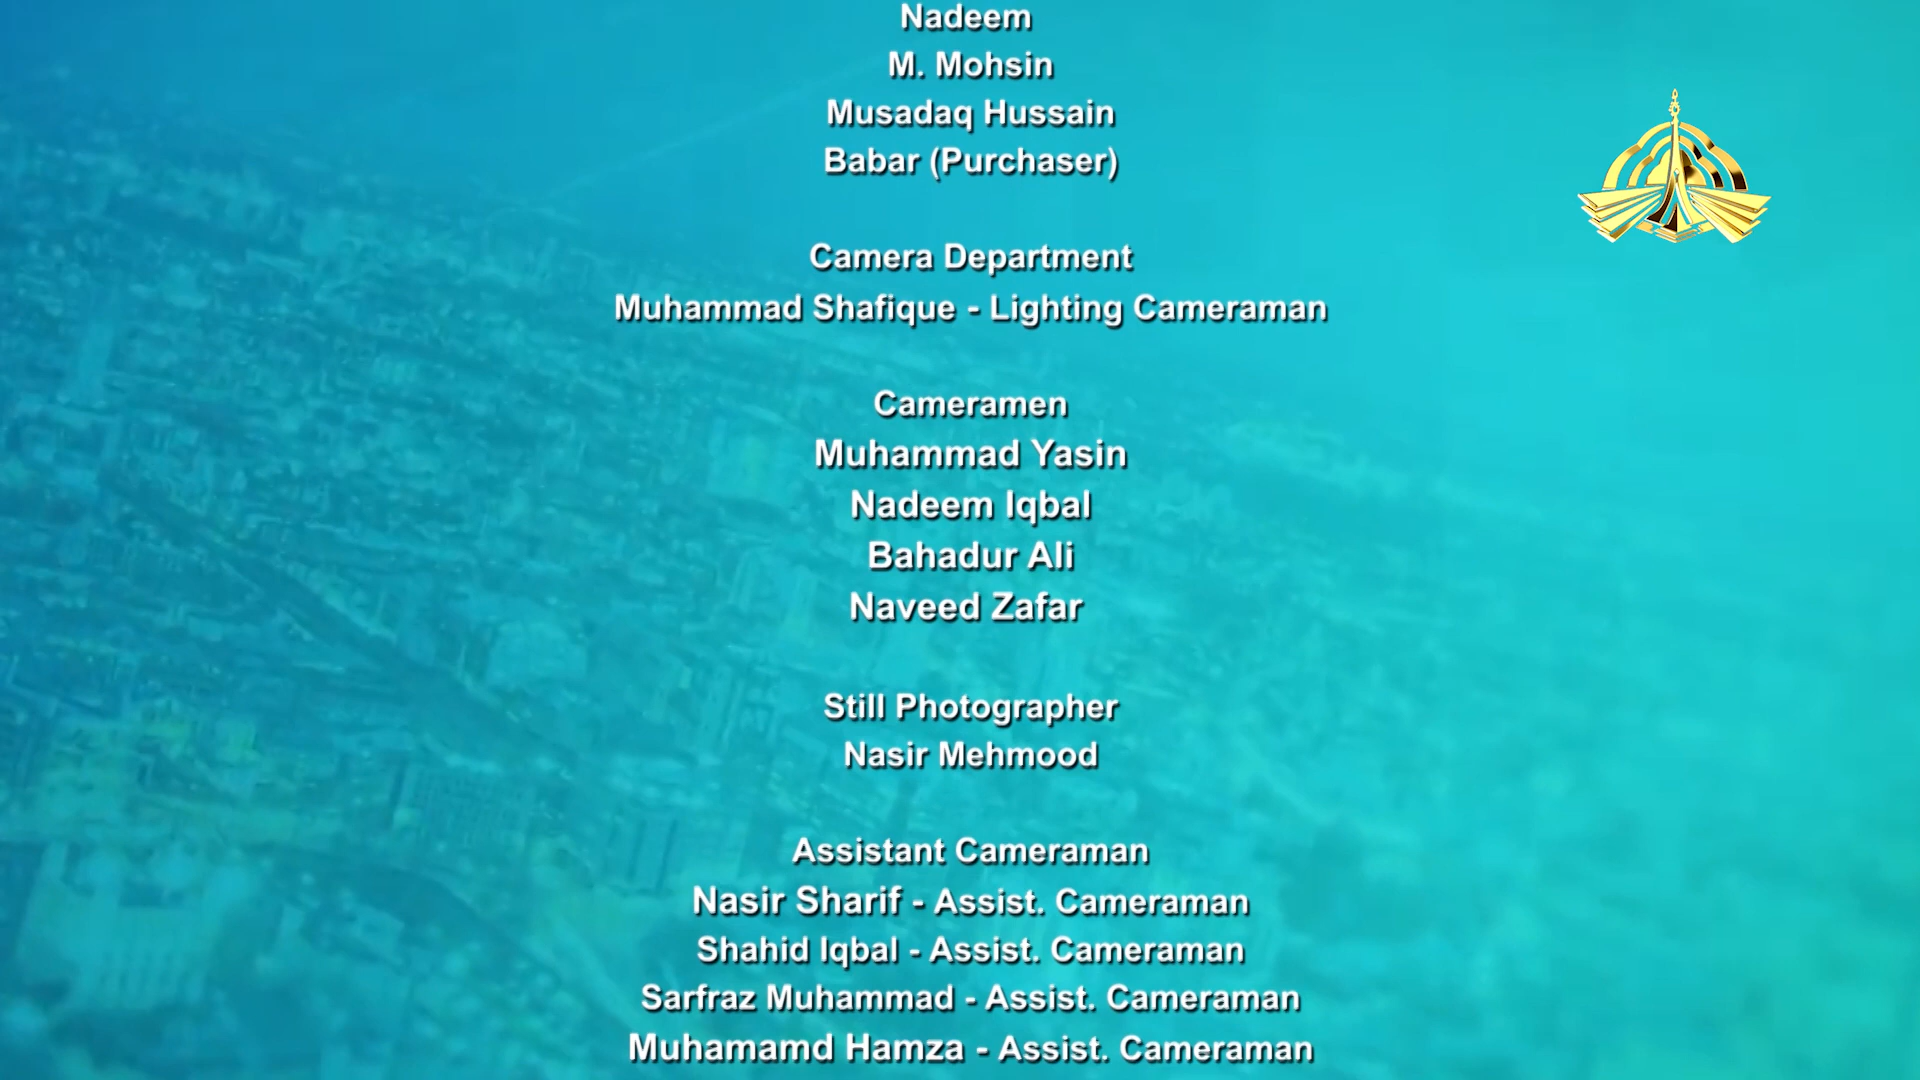 Nadeem
M. Mohsin
Musadaq Hussain
Babar (Purchaser)
Camera Department
Muhammad Shafique - Lighting Cameraman
Cameramen
Muhammad Yasin
Nadeem Iqbal
Bahadur Ali
Naveed Zafar
Still Photographer
Nasir Mehmood
Assistant Cameraman
Nasir Sharif - Assist. Cameraman
Shahid Iqbal - Assist. Cameraman
Sarfraz Muhammad - Assist. Cameraman
Muhamamd Hamza - Assist. Cameraman